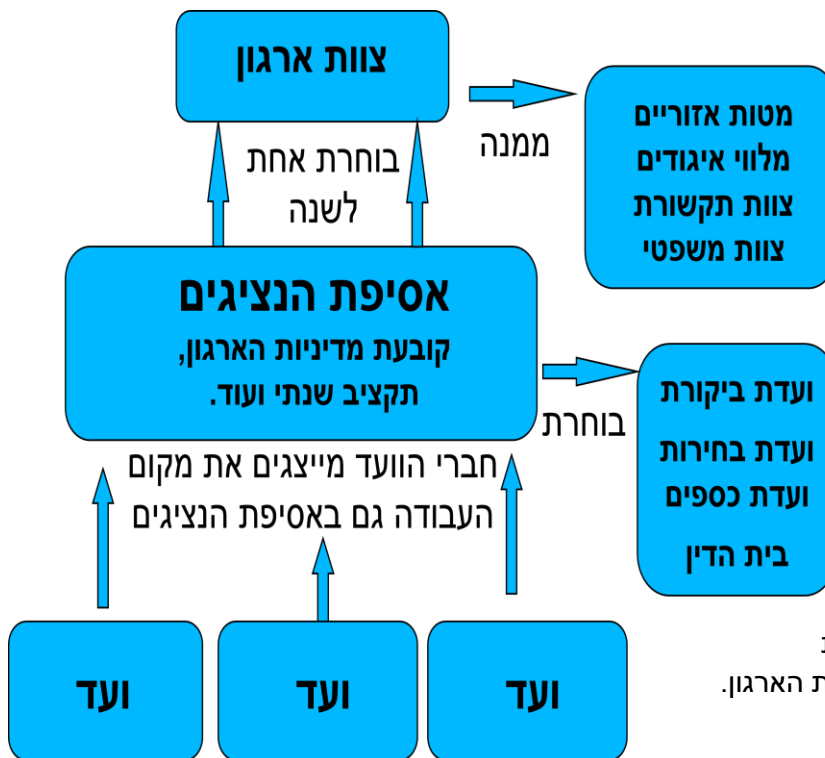 צוות ארגון
ממנה
מטות אזוריים
מלווי איגודים
צוות תקשורת
צוות משפטי
בוחרת אחת
לשנה
אסיפת הנציגים
קובעת מדיניות הארגון,
תקציב שנתי ועוד.
בוחרת
ועדת ביקורת
ועדת בחירות
ועדת כספים
בית הדין
חברי הוועד מייצגים את מקום
העבודה גם באסיפת הנציגים
ועד
ועד
ועד
הארגון.